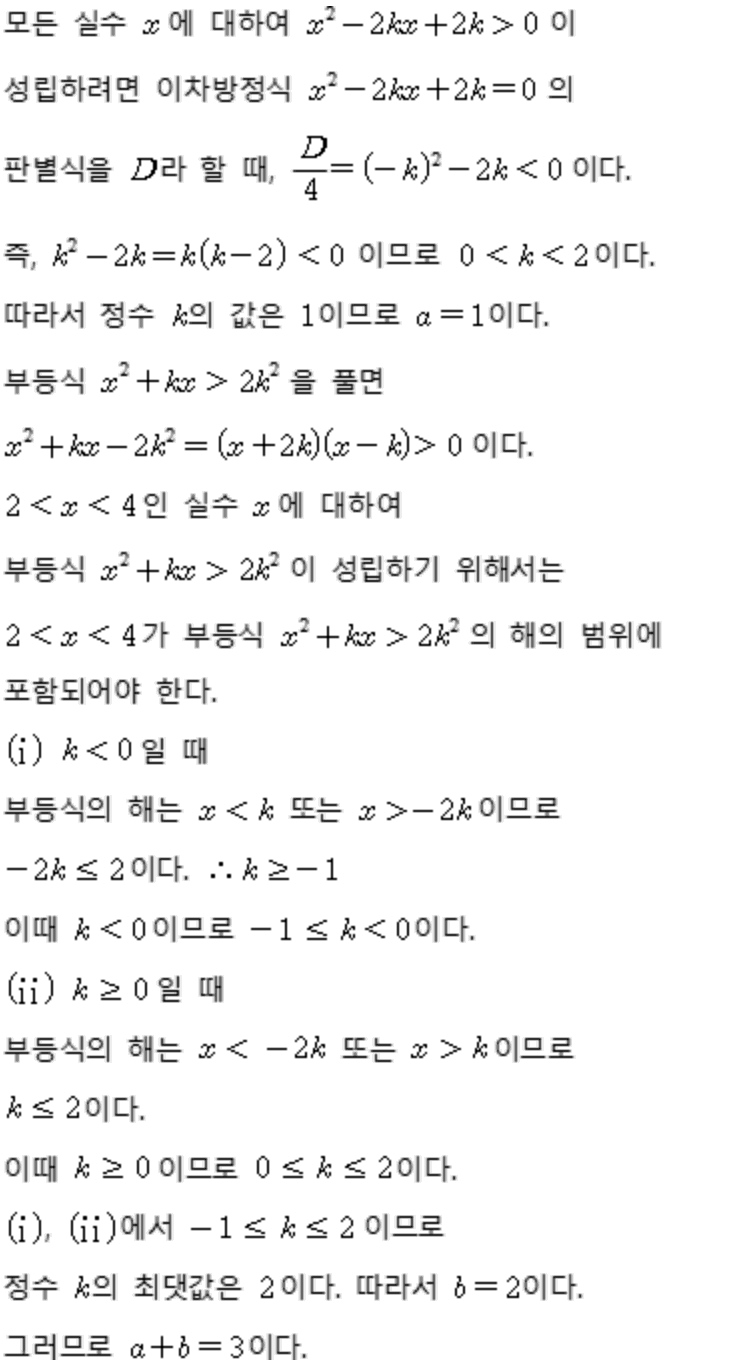 모든 실수 x에 대하여 x²−2kx+2k>0 이
성립하려면 이차방정식 x²−2kx+2k=0 의
판별식을 D라 할 때, D/4=(−k)²−2k<0 이다.
즉, k²−2k=k(k−2)<0 이므로 0<k<2이다.
따라서 정수 k의 값은 1이므로 a=1이다.
부등식 x²+kx>2k² 을 풀면
x²+kx−2k²=(x+2k)(x−k)>0 이다.
2<x<4인 실수 x에 대하여
부등식 x²+kx>2k² 이 성립하기 위해서는
2<x<4가 부등식 x²+kx>2k² 의 해의 범위에
포함되어야 한다.
(i) k<0일 때
부등식의 해는 x<k 또는 x>−2k이므로
−2k≤2이다. ∴k≥−1
이때 k<0이므로 −1≤k<0이다.
(ii) k≥0일 때
부등식의 해는 x<−2k 또는 x>k이므로
k≤2이다.
이때 k≥0이므로 0≤k≤2이다.
(i), (ii)에서 −1≤k≤2이므로
정수 k의 최댓값은 2이다. 따라서 b=2이다.
그러므로 a+b=3이다.